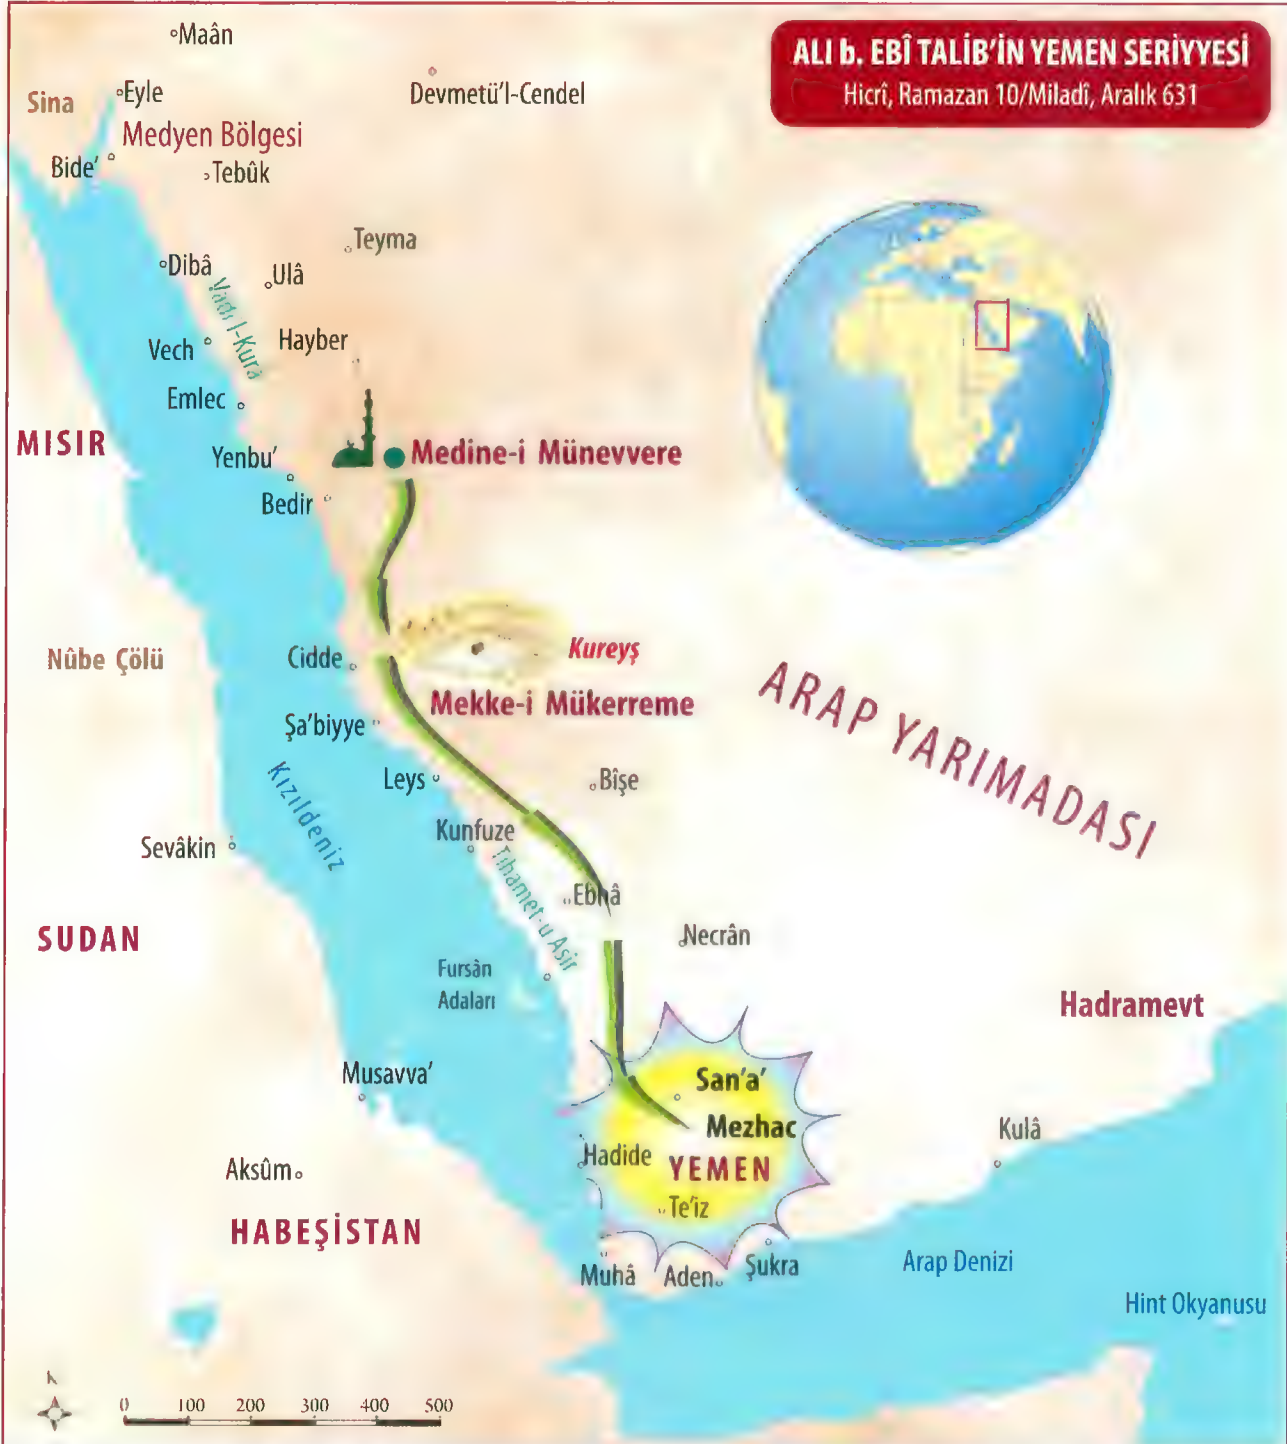 ALI b. EBÎ TALİB'İN YEMEN SERİYYESİ
Hicrî, Ramazan 10/Miladî, Aralık 631
Maân
Devmetü'l-Cendel
Eyle
Sina
Medyen Bölgesi
Bide'
Tebûk
Teyma
Dibâ
Ulâ
Vadi'l-Kura
Hayber
Vech
Emlec
MISIR
Yenbu'
Medine-i Münevvere
Bedir
Nûbe Çölü
Cidde
Kureyş
Mekke-i Mükerreme
ARAP YARIMADASI
Şa'biyye
Leys
Bîşe
Kızıldeniz
Kunfuze
Sevâkin
Tıhamet-u Asir
Ebhâ
SUDAN
Necrân
Fursân
Adaları
Hadramevt
Musavva'
San'a'
Mezhac
Kulâ
Hadide
YEMEN
Aksûm
Te'iz
HABEŞİSTAN
Muhâ
Aden
Şukra
Arap Denizi
Hint Okyanusu
0 100 200 300 400 500